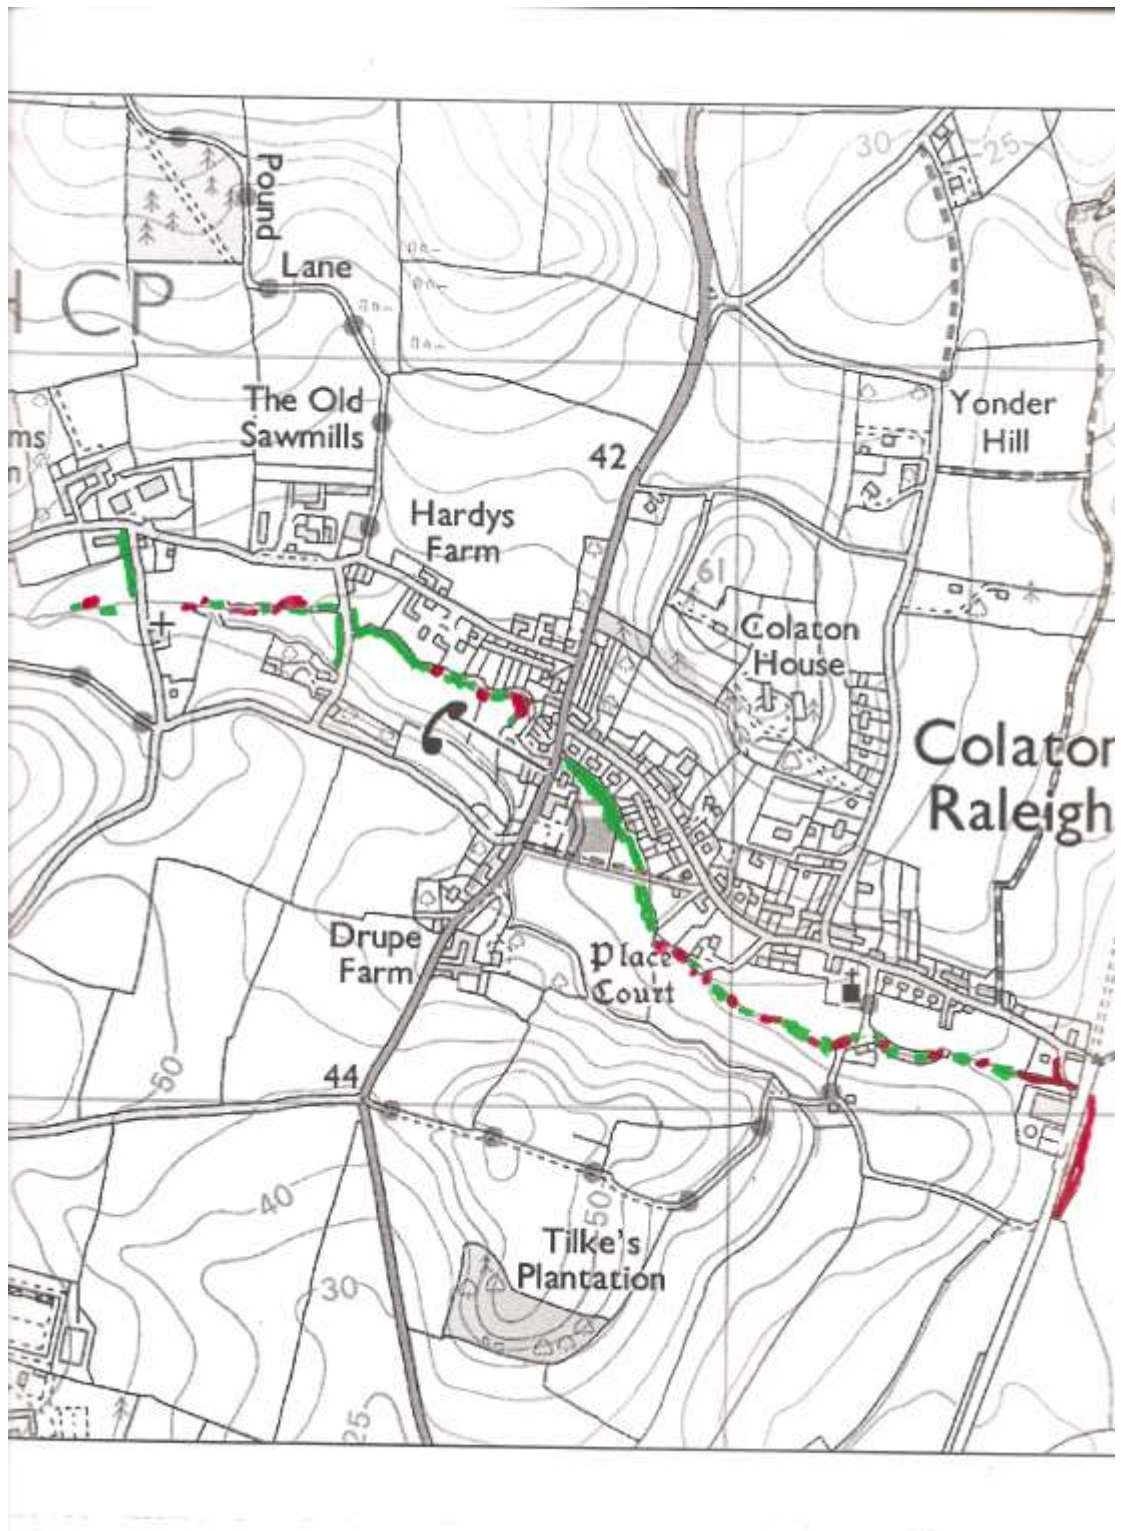 30
25
Pound
Lane
H CP
The Old
Sawmills
ms
n
Yonder
Hill
42
Hardys
Farm
61
Colaton
House
Colaton
Raleigh
Drupe
Farm
Place
Court
50
44
40
50
Tilke's
Plantation
30
25